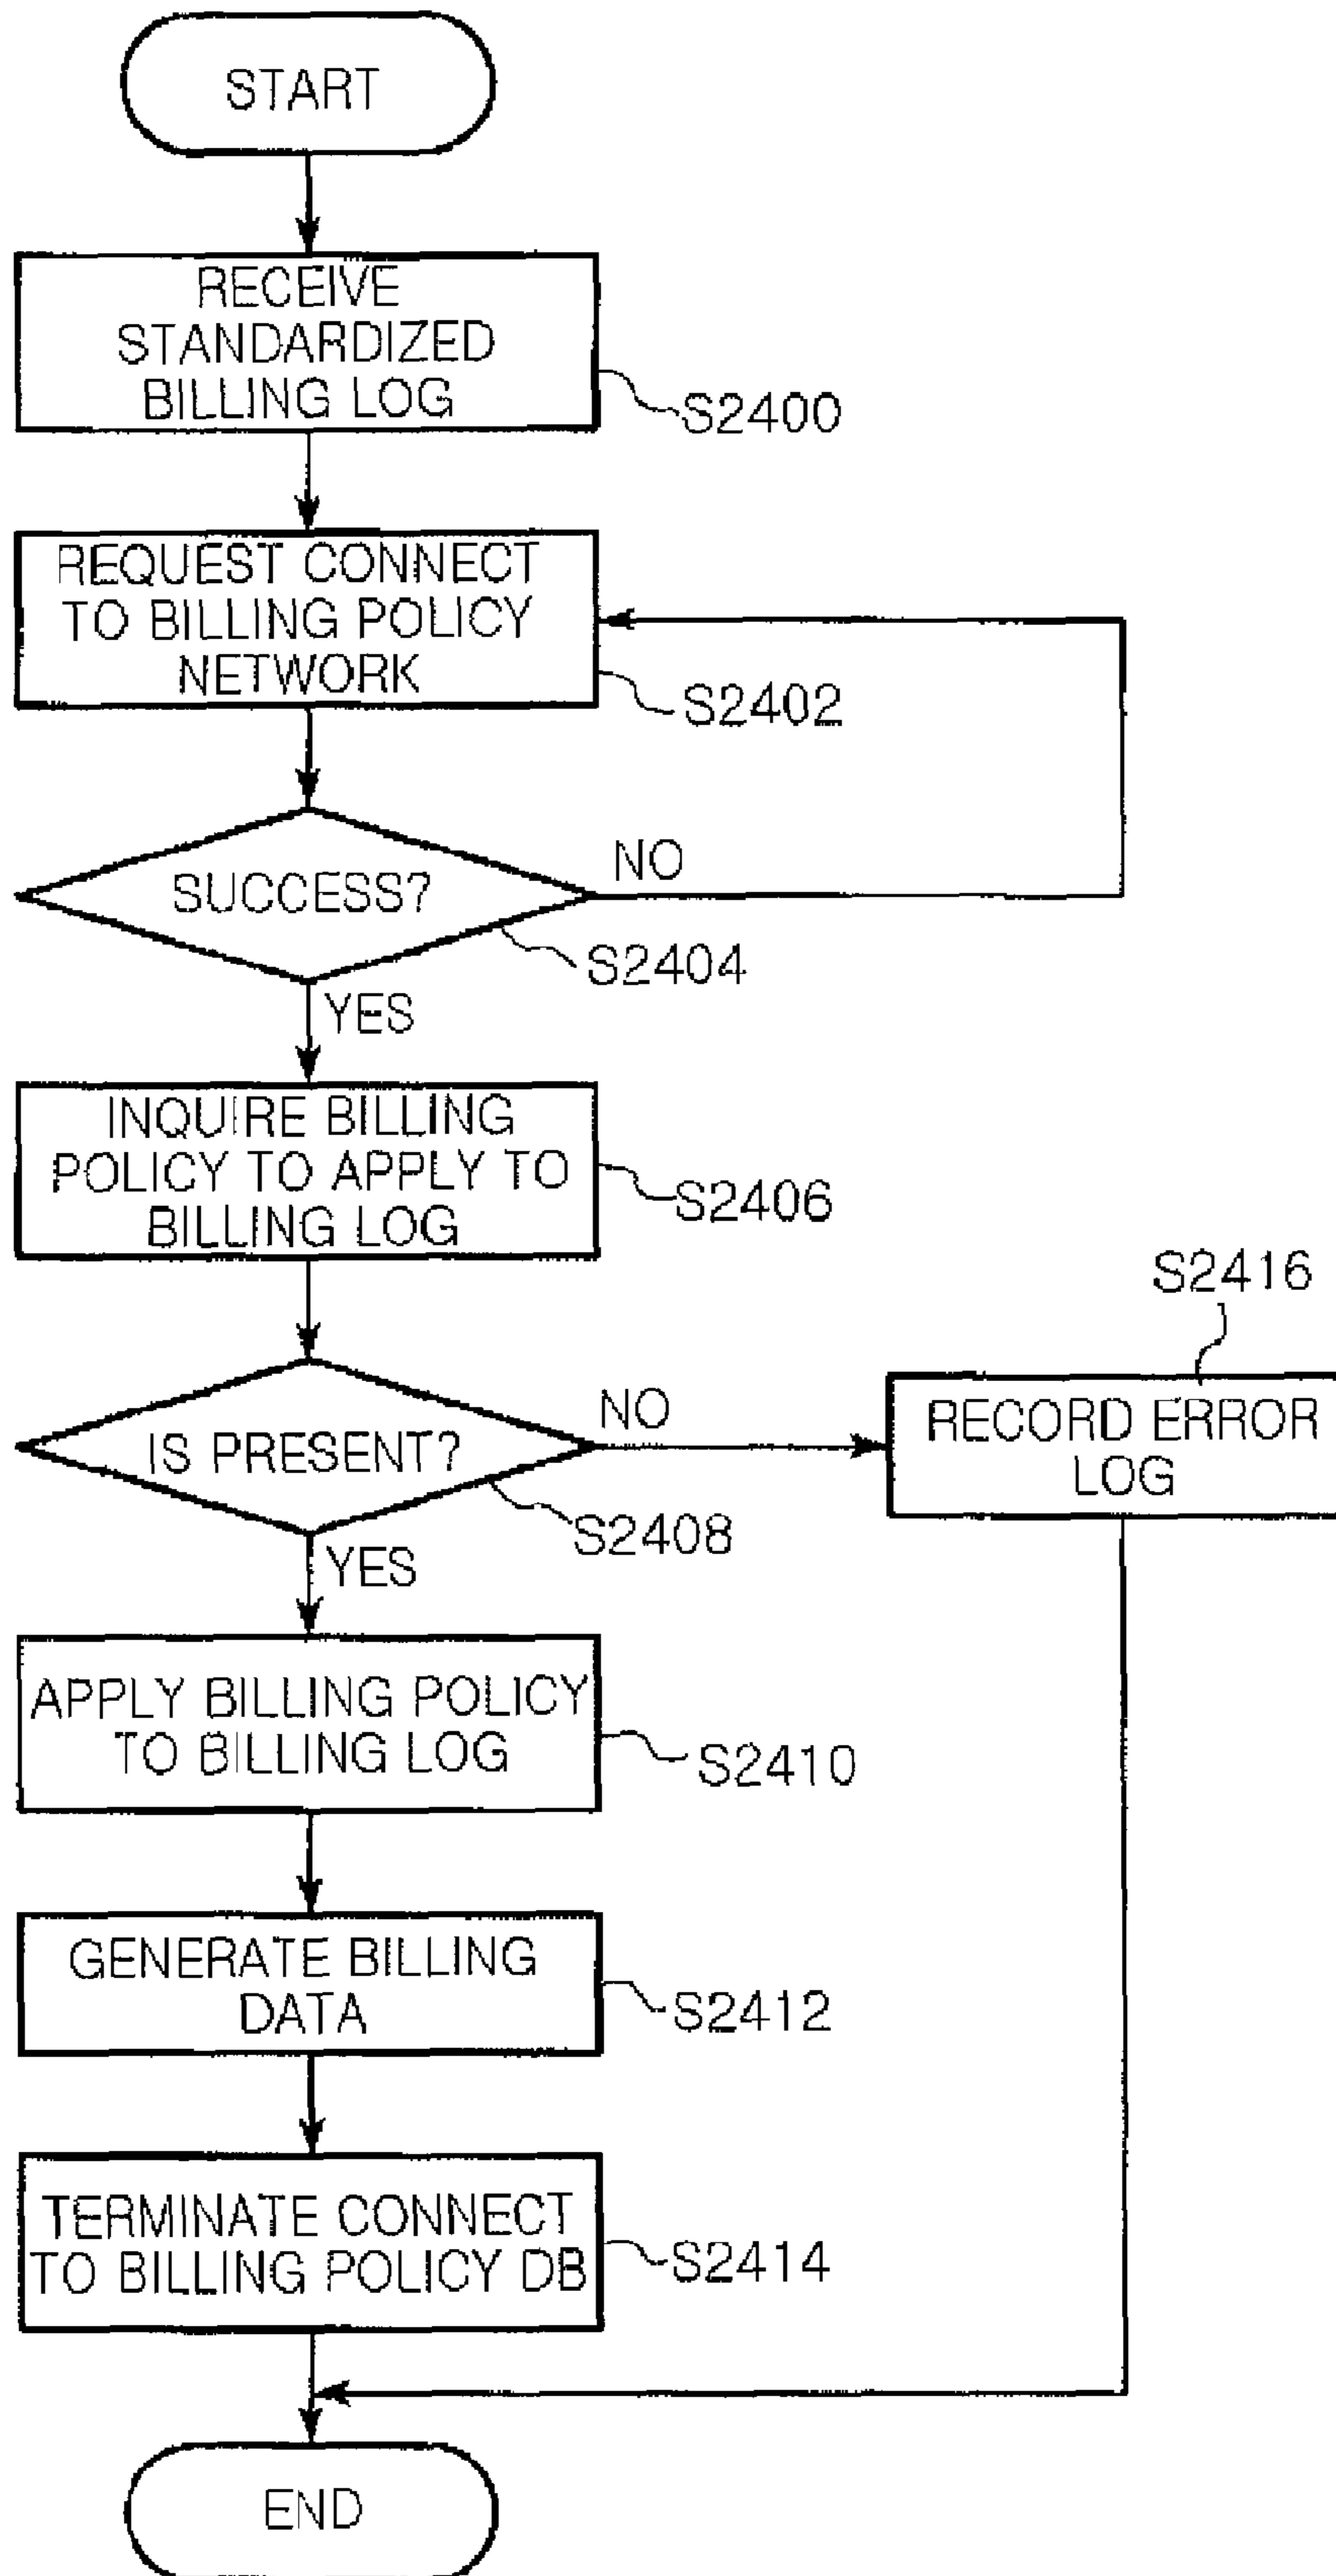 START
RECEIVE
STANDARDIZED
BILLING LOG
S2400
REQUEST CONNECT
TO BILLING POLICY
NETWORK
S2402
SUCCESS?
NO
S2404
YES
INQUIRE BILLING
POLICY TO APPLY TO
BILLING LOG
S2406
S2416
IS PRESENT?
NO
RECORD ERROR
LOG
S2408
YES
APPLY BILLING POLICY
TO BILLING LOG
S2410
GENERATE BILLING
DATA
S2412
TERMINATE CONNECT
TO BILLING POLICY DB
S2414
END